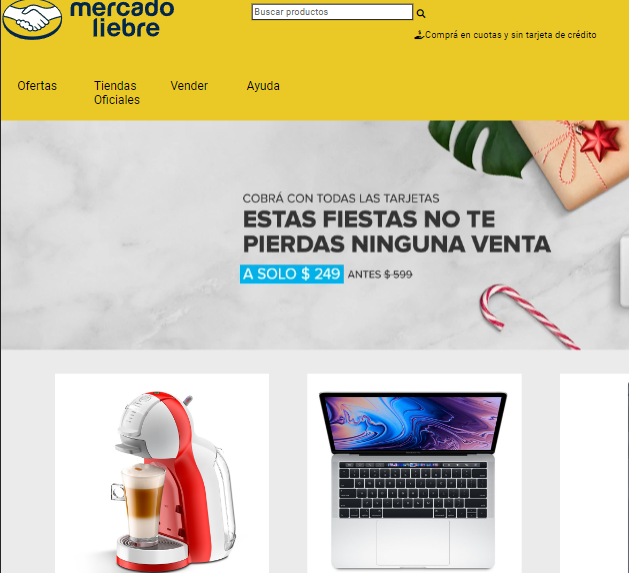 mercado
liebre
Buscar productos
Comprá en cuotas y sin tarjeta de crédito
Ofertas
Tiendas
Oficiales
Vender
Ayuda
COBRÁ CON TODAS LAS TARJETAS
ESTAS FIESTAS NO TE
PIERDAS NINGUNA VENTA
A SOLO $ 249 ANTES $ 599